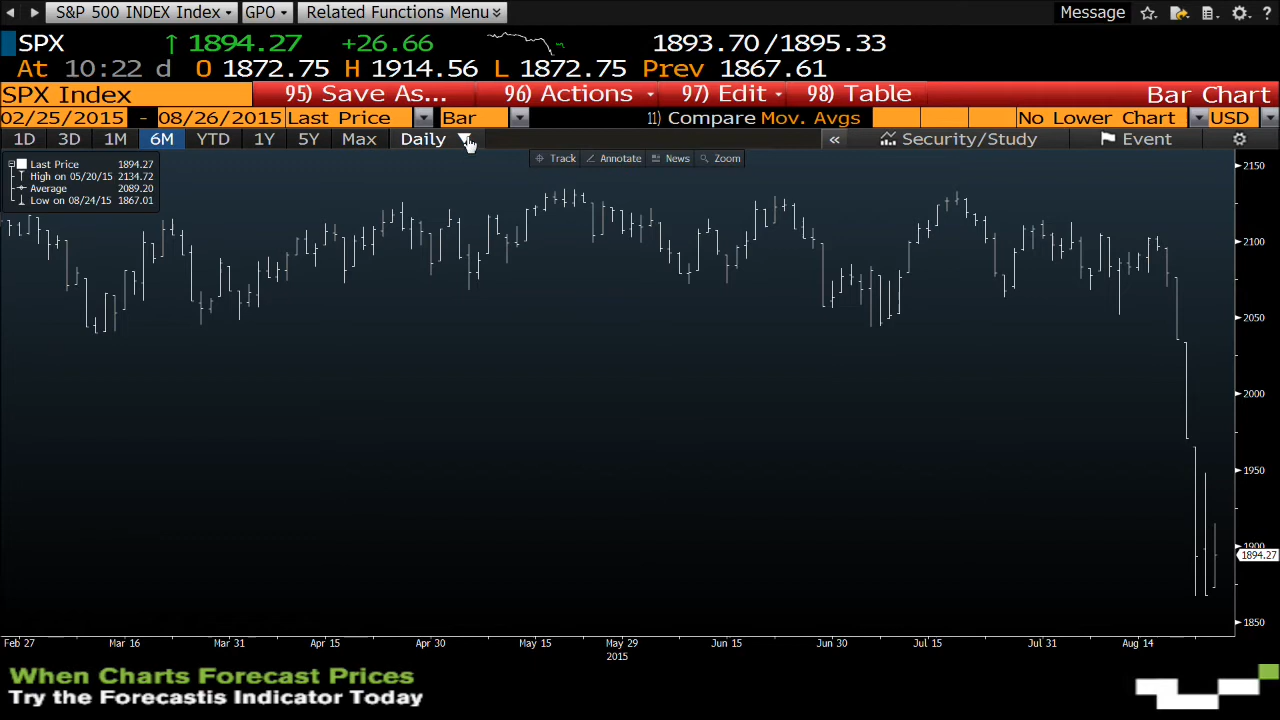 S&P 500 INDEX Index GPO Related Functions Menu Message ?
SPX ↑ 1894.27 +26.66 1893.70/1895.33
At 10:22 d O 1872.75 H 1914.56 L 1872.75 Prev 1867.61
SPX Index 95) Save As... 96) Actions 97) Edit 98) Table Bar Chart
02/25/2015 - 08/26/2015 Last Price Bar 11) Compare Mov. Avgs No Lower Chart USD
1D 3D 1M 6M YTD 1Y 5Y Max Daily « Security/Study Event
Track Annotate News Zoom
Last Price 1894.27
High on 05/20/15 2134.72
Average 2089.20
Low on 08/24/15 1867.01
2150
2100
2050
2000
1950
1900
1894.27
1850
Feb 27 Mar 16 Mar 31 Apr 15 Apr 30 May 15 May 29 Jun 15 Jun 30 Jul 15 Jul 31 Aug 14
2015
When Charts Forecast Prices
Try the Forecastis Indicator Today